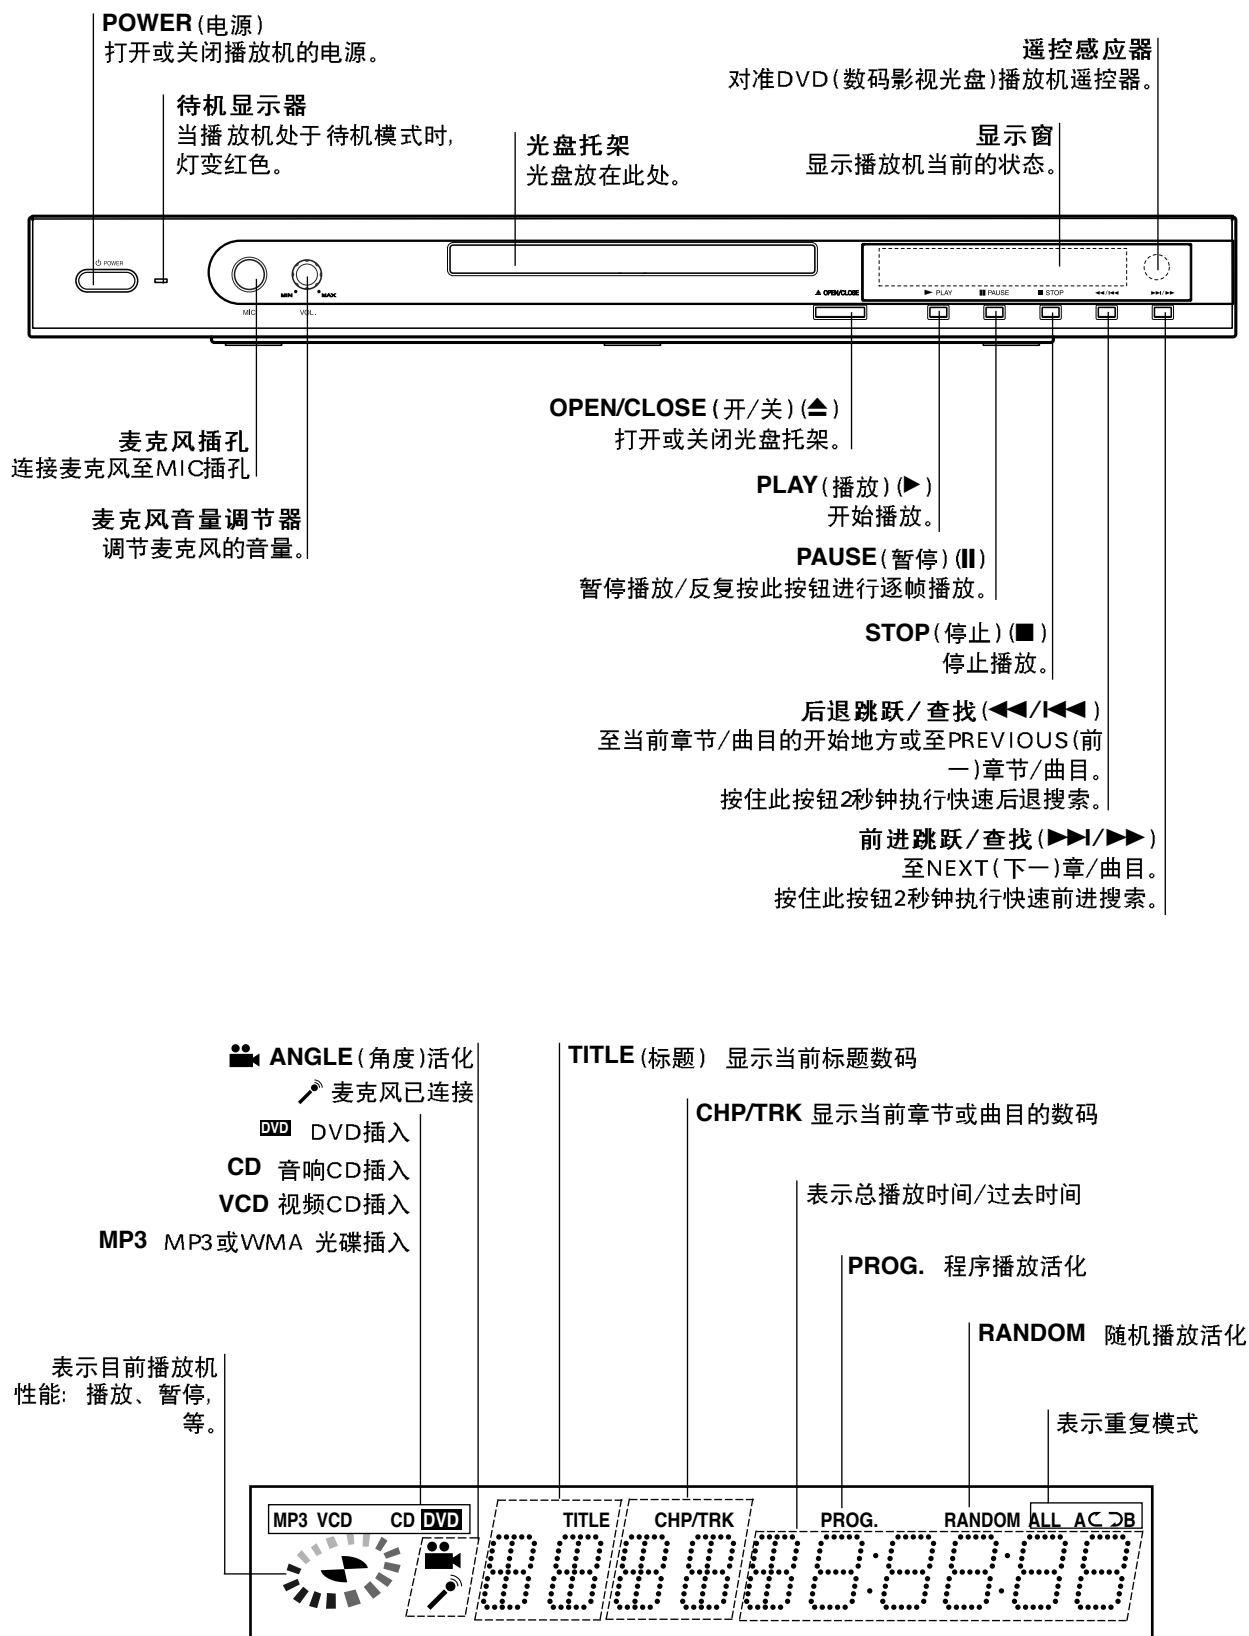 POWER (电源)
打开或关闭播放机的电源。
遥控感应器
对准DVD(数码影视光盘)播放机遥控器。
待机显示器
当播放机处于待机模式时,
灯变红色。
光盘托架
光盘放在此处。
显示窗
显示播放机当前的状态。
POWER
MIC
MIN
MAX
VOL.
▲ OPEN/CLOSE
► PLAY
II PAUSE
■ STOP
◄◄/I◄◄
►►I/►►
OPEN/CLOSE (开/关) (⏏)
打开或关闭光盘托架。
麦克风插孔
连接麦克风至MIC插孔
PLAY (播放) (►)
开始播放。
麦克风音量调节器
调节麦克风的音量。
PAUSE (暂停) (II)
暂停播放/反复按此按钮进行逐帧播放。
STOP (停止) (■)
停止播放。
后退跳跃/查找 (◄◄/I◄◄)
至当前章节/曲目的开始地方或至PREVIOUS(前
一)章节/曲目。
按住此按钮2秒钟执行快速后退搜索。
前进跳跃/查找 (►►I/►►)
至NEXT(下一)章/曲目。
按住此按钮2秒钟执行快速前进搜索。
ANGLE (角度)活化
麦克风已连接
DVD DVD插入
CD 音响CD插入
VCD 视频CD插入
MP3 MP3或WMA 光碟插入
TITLE (标题) 显示当前标题数码
CHP/TRK 显示当前章节或曲目的数码
表示总播放时间/过去时间
PROG. 程序播放活化
RANDOM 随机播放活化
表示目前播放机
性能: 播放、暂停,
等。
表示重复模式
MP3 VCD CD DVD TITLE CHP/TRK PROG. RANDOM ALL A⊂ ⊃B